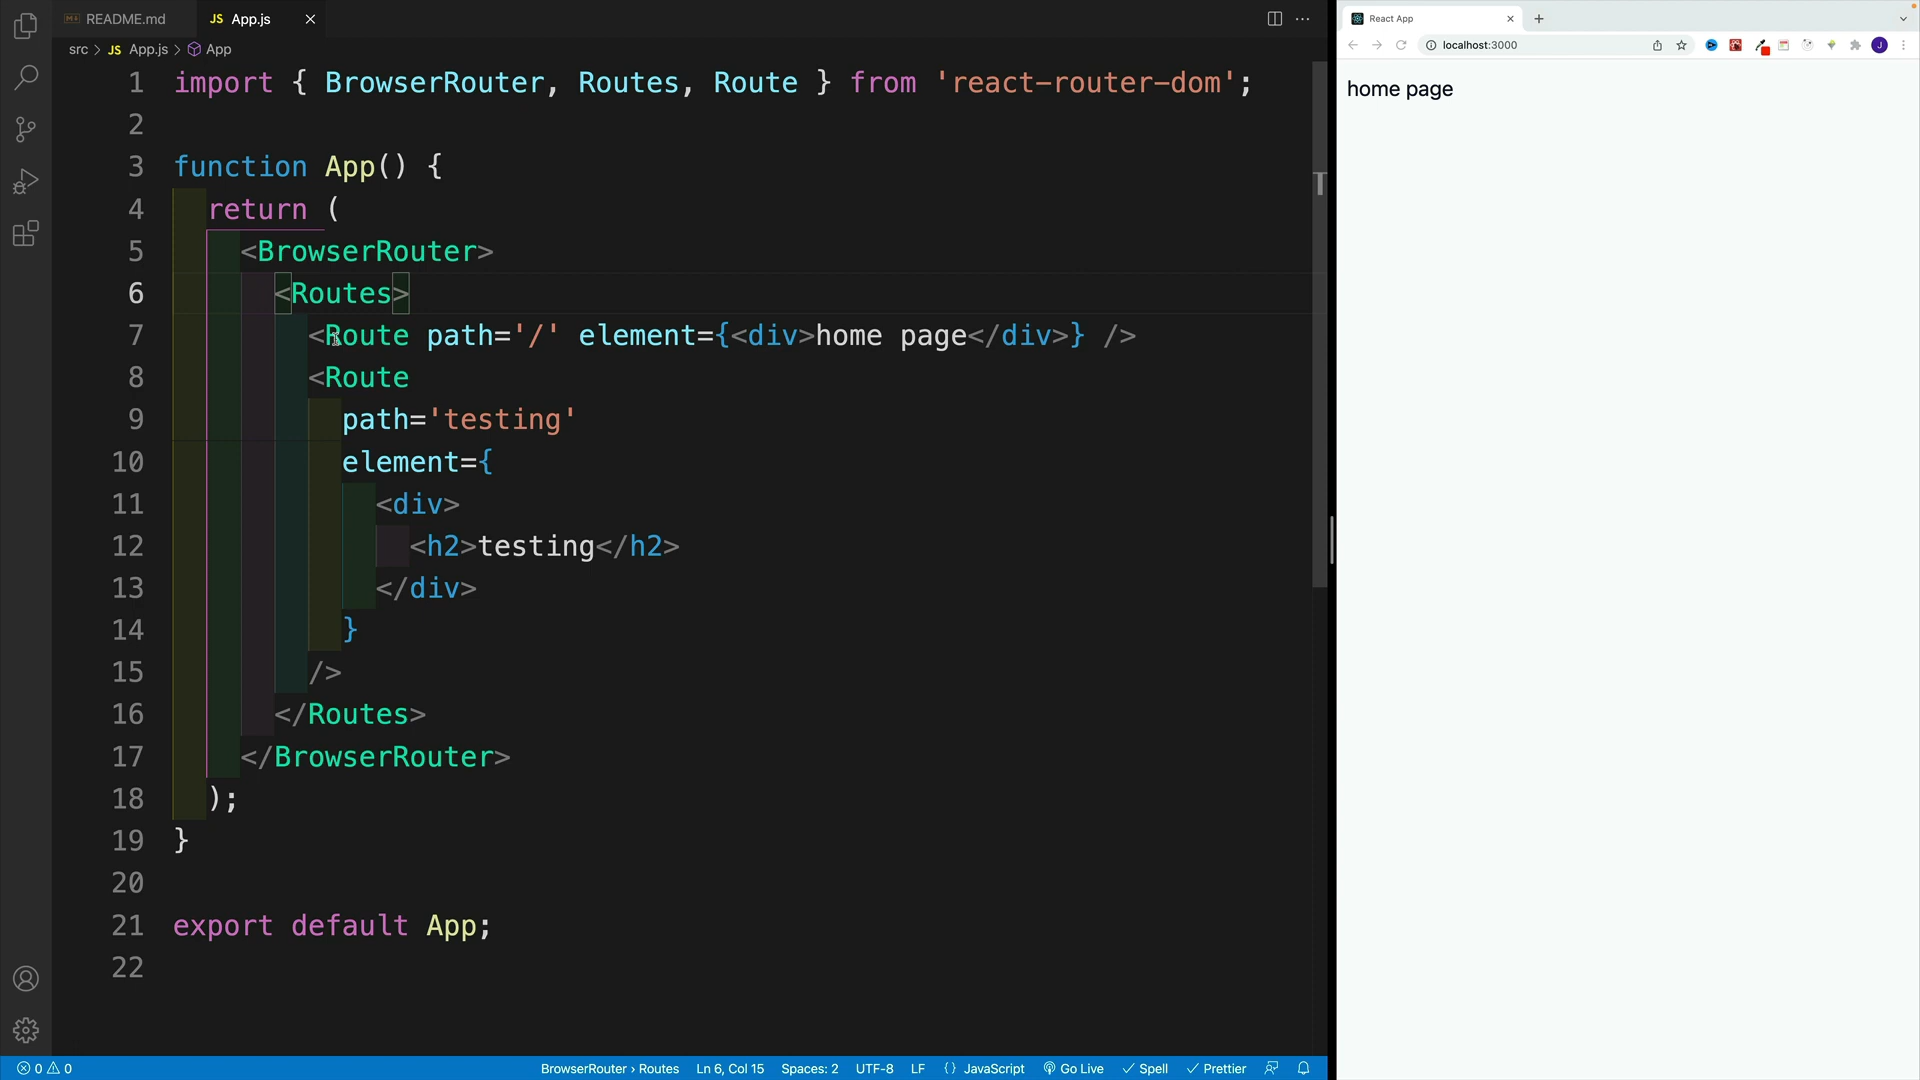 README.md
JS App.js
src > JS App.js > App
1 import { BrowserRouter, Routes, Route } from 'react-router-dom';
2
3 function App() {
4 return (
5 <BrowserRouter>
6 <Routes>
7 <Route path='/' element={<div>home page</div>} />
8 <Route
9 path='testing'
10 element={
11 <div>
12 <h2>testing</h2>
13 </div>
14 }
15 />
16 </Routes>
17 </BrowserRouter>
18 );
19 }
20
21 export default App;
22
0 0 BrowserRouter › Routes Ln 6, Col 15 Spaces: 2 UTF-8 LF {} JavaScript Go Live Spell Prettier
React App
localhost:3000
J
home page